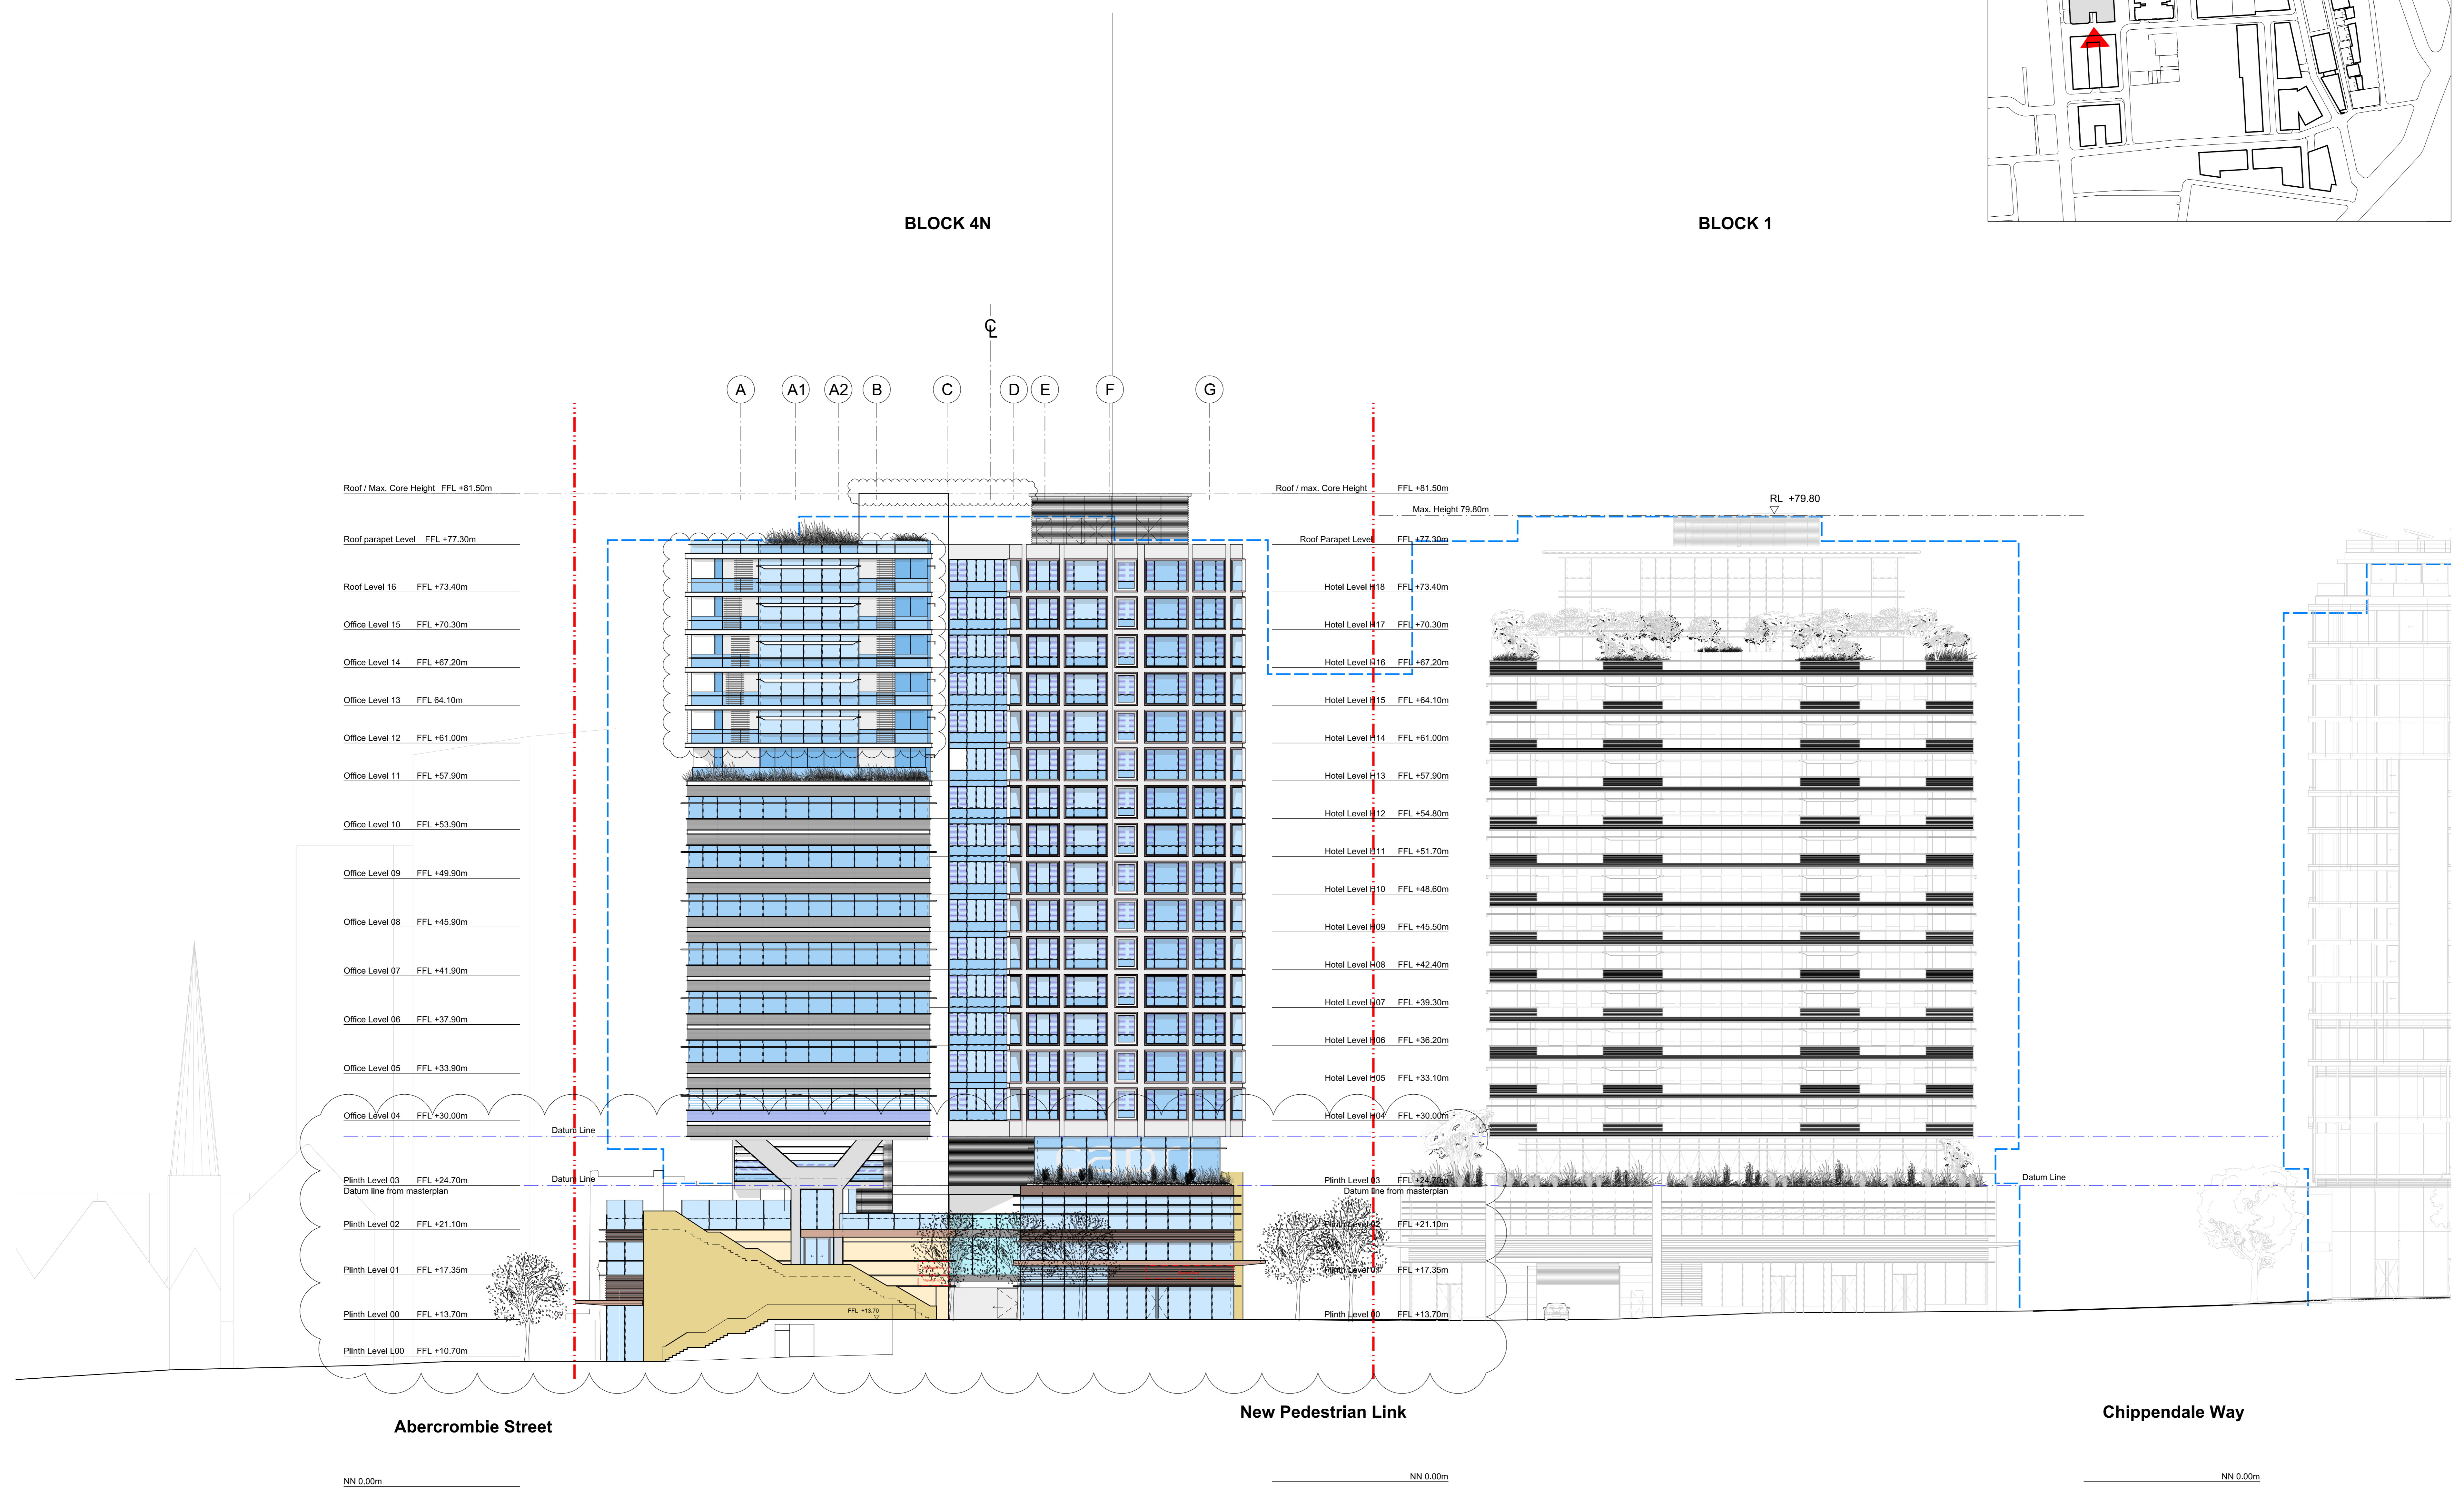 BLOCK 4N
BLOCK 1
CL
A
A1
A2
B
C
D
E
F
G
Roof / Max. Core Height FFL +81.50m
Roof parapet Level FFL +77.30m
Roof Level 16 FFL +73.40m
Office Level 15 FFL +70.30m
Office Level 14 FFL +67.20m
Office Level 13 FFL 64.10m
Office Level 12 FFL +61.00m
Office Level 11 FFL +57.90m
Office Level 10 FFL +53.90m
Office Level 09 FFL +49.90m
Office Level 08 FFL +45.90m
Office Level 07 FFL +41.90m
Office Level 06 FFL +37.90m
Office Level 05 FFL +33.90m
Office Level 04 FFL +30.00m
Datum Line
Plinth Level 03 FFL +24.70m
Datum line from masterplan
Datum Line
Plinth Level 02 FFL +21.10m
Plinth Level 01 FFL +17.35m
Plinth Level 00 FFL +13.70m
Plinth Level L00 FFL +10.70m
FFL +13.70
Roof / max. Core Height FFL +81.50m
Max. Height 79.80m
RL +79.80
Roof Parapet Level FFL +77.30m
Hotel Level H18 FFL +73.40m
Hotel Level H17 FFL +70.30m
Hotel Level H16 FFL +67.20m
Hotel Level H15 FFL +64.10m
Hotel Level H14 FFL +61.00m
Hotel Level H13 FFL +57.90m
Hotel Level H12 FFL +54.80m
Hotel Level H11 FFL +51.70m
Hotel Level H10 FFL +48.60m
Hotel Level H09 FFL +45.50m
Hotel Level H08 FFL +42.40m
Hotel Level H07 FFL +39.30m
Hotel Level H06 FFL +36.20m
Hotel Level H05 FFL +33.10m
Hotel Level H04 FFL +30.00m
Plinth Level 03 FFL +24.70m
Datum line from masterplan
Plinth Level 02 FFL +21.10m
Plinth Level 01 FFL +17.35m
Plinth Level 00 FFL +13.70m
Datum Line
Abercrombie Street
New Pedestrian Link
Chippendale Way
NN 0.00m
NN 0.00m
NN 0.00m